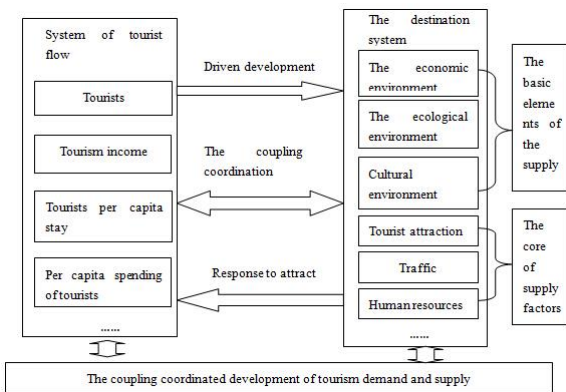 System of tourist
flow
Tourists
Tourism income
Tourists per capita
stay
Per capita spending
of tourists
......
Driven development
The coupling
coordination
Response to attract
The destination
system
The economic
environment
The ecological
environment
Cultural
environment
Tourist attraction
Traffic
Human resources
......
The
basic
eleme
nts of
the
supply
The
core
of
supply
factors
The coupling coordinated development of tourism demand and supply